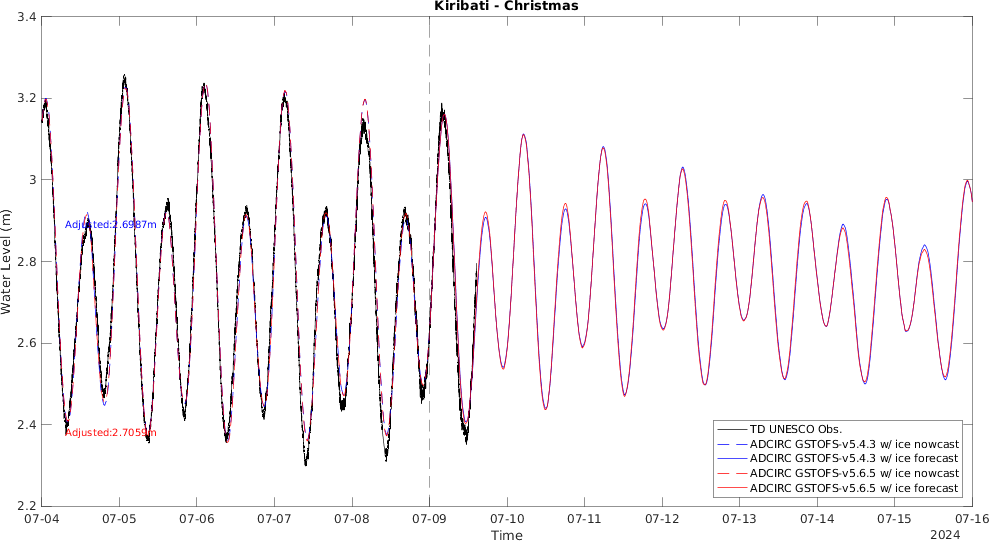 Kiribati - Christmas
3.4
3.2
3
2.8
2.6
2.4
2.2
Water Level (m)
Adjusted:2.6987m
Adjusted:2.7059m
TD UNESCO Obs.
ADCIRC GSTOFS-v5.4.3 w/ ice nowcast
ADCIRC GSTOFS-v5.4.3 w/ ice forecast
ADCIRC GSTOFS-v5.6.5 w/ ice nowcast
ADCIRC GSTOFS-v5.6.5 w/ ice forecast
07-04 07-05 07-06 07-07 07-08 07-09 07-10 07-11 07-12 07-13 07-14 07-15 07-16
Time
2024